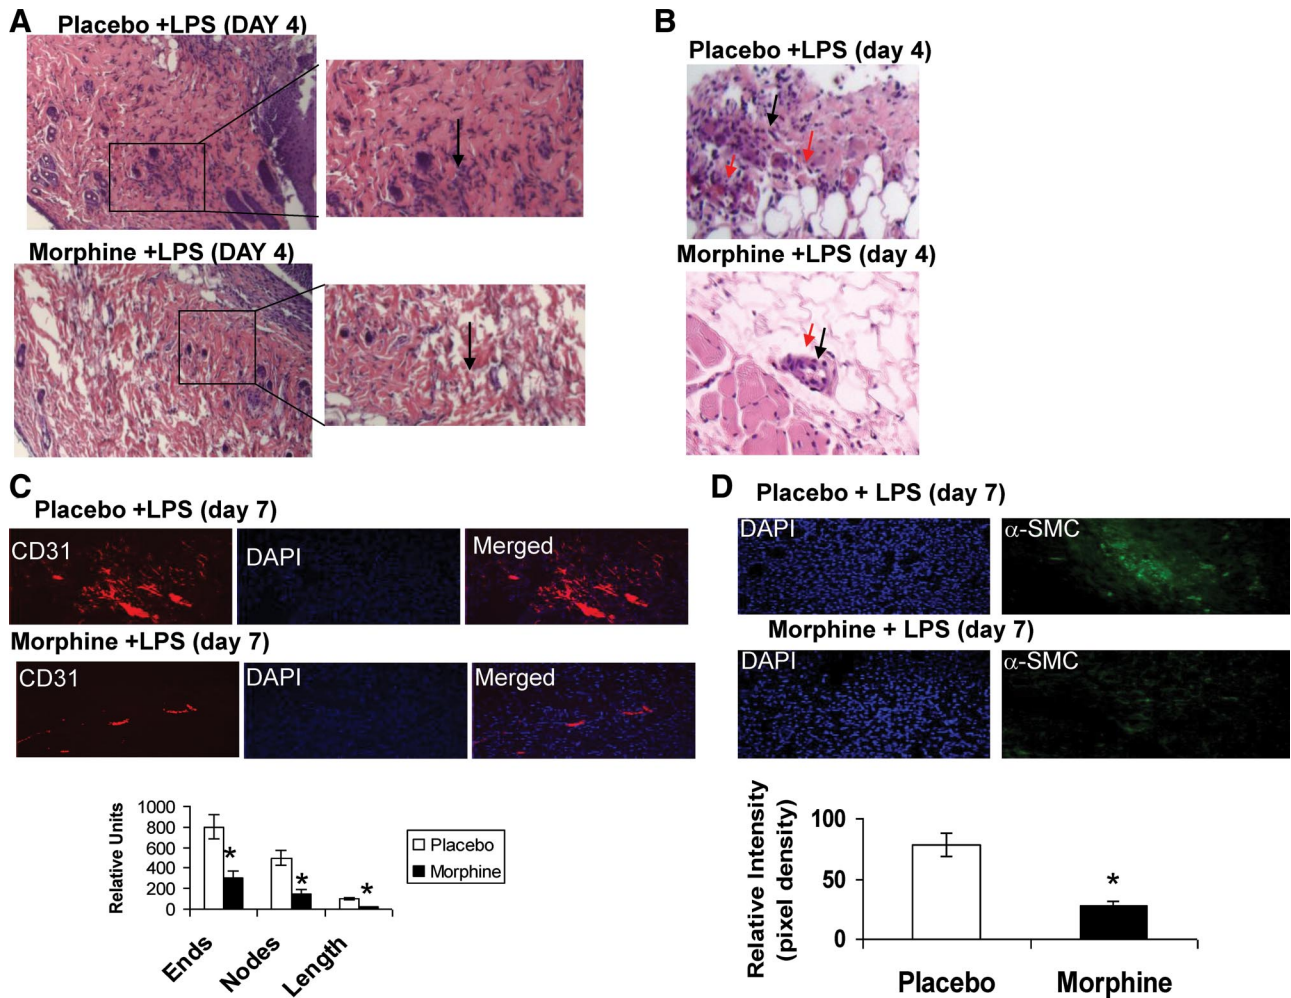 A
Placebo +LPS (DAY 4)
Morphine +LPS (DAY 4)
B
Placebo +LPS (day 4)
Morphine +LPS (day 4)
C
Placebo +LPS (day 7)
CD31
DAPI
Merged
Morphine +LPS (day 7)
CD31
DAPI
Merged
Relative Units
1000
800
600
400
200
0
*
*
*
Ends
Nodes
Length
Placebo
Morphine
D
Placebo + LPS (day 7)
DAPI
α-SMC
Morphine + LPS (day 7)
DAPI
α-SMC
Relative Intensity
(pixel density)
100
50
0
*
Placebo
Morphine